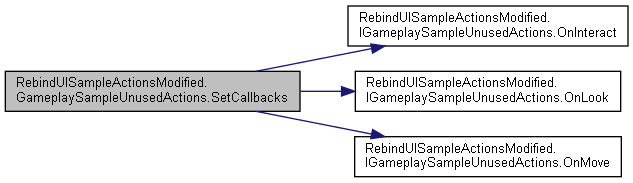 RebindUISampleActionsModified.
IGameplaySampleUnusedActions.OnInteract
RebindUISampleActionsModified.
GameplaySampleUnusedActions.SetCallbacks
RebindUISampleActionsModified.
IGameplaySampleUnusedActions.OnLook
RebindUISampleActionsModified.
IGameplaySampleUnusedActions.OnMove